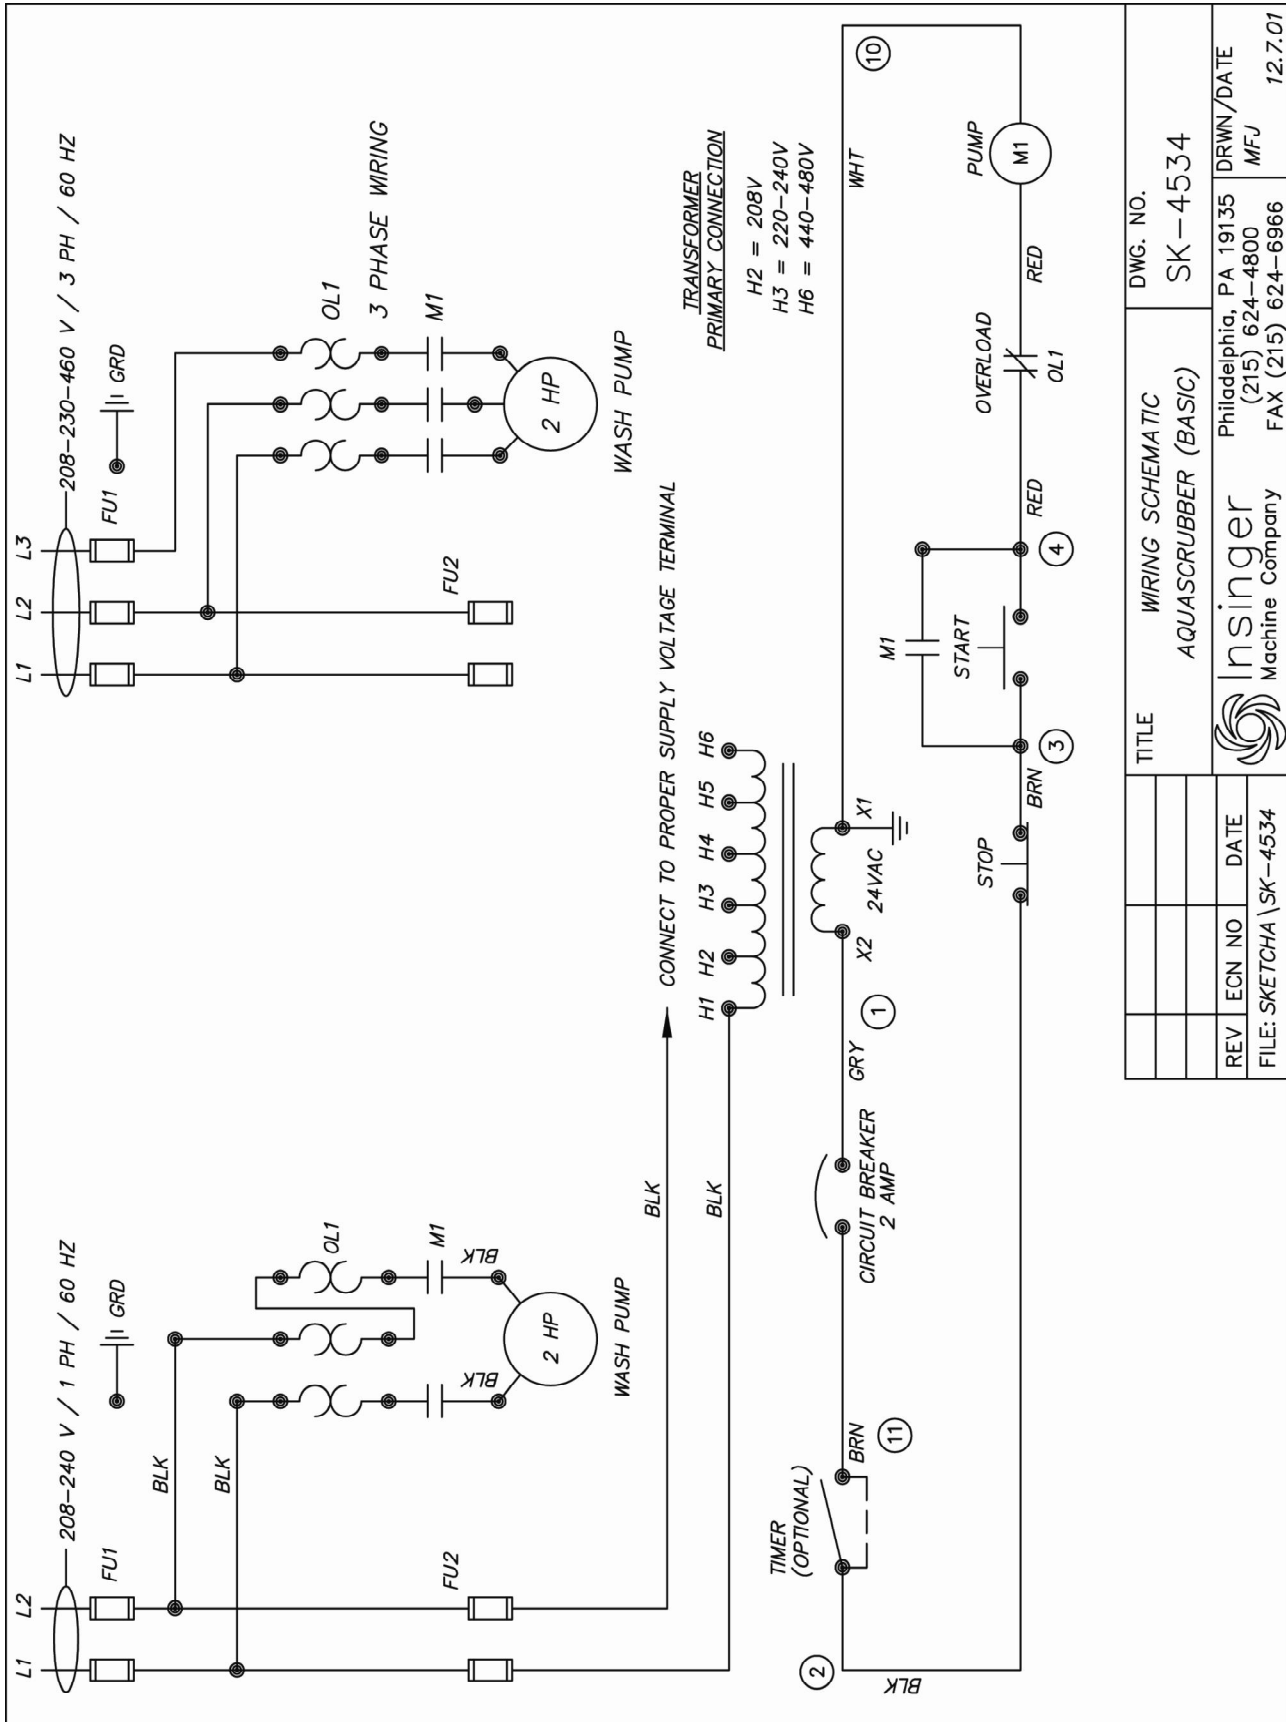 L1
L2
208-240 V / 1 PH / 60 HZ
FU1
GRD
BLK
BLK
OL1
M1
BLK
BLK
2 HP
WASH PUMP
FU2
BLK
BLK
L1
L2
L3
208-230-460 V / 3 PH / 60 HZ
FU1
GRD
OL1
3 PHASE WIRING
M1
2 HP
WASH PUMP
FU2
CONNECT TO PROPER SUPPLY VOLTAGE TERMINAL
H1
H2
H3
H4
H5
H6
TRANSFORMER
PRIMARY CONNECTION
H2 = 208V
H3 = 220-240V
H6 = 440-480V
X2
24VAC
X1
TIMER
(OPTIONAL)
2
BRN
11
CIRCUIT BREAKER
2 AMP
GRY
1
WHT
10
BLK
STOP
BRN
3
M1
START
4
RED
OVERLOAD
OL1
RED
PUMP
M1
REV
ECN NO
DATE
FILE: SKETCHA\SK-4534
TITLE
WIRING SCHEMATIC
AQUASCRUBBER (BASIC)
DWG. NO.
SK-4534
Insinger
Machine Company
Philadelphia, PA 19135
(215) 624-4800
FAX (215) 624-6966
DRWN/DATE
MFJ
12.7.01